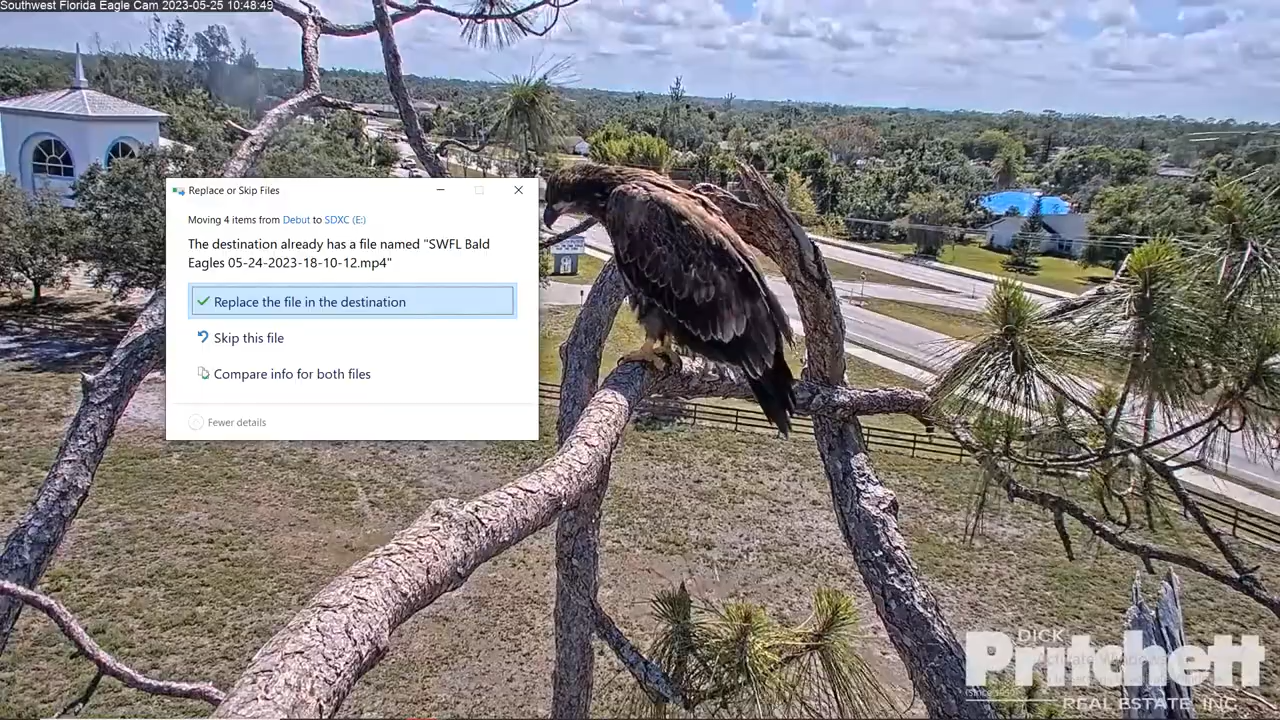 Southwest Florida Eagle Cam 2023-05-25 10:48:49
Replace or Skip Files
Moving 4 items from Debut to SDXC (E:)
The destination already has a file named “SWFL Bald
Eagles 05-24-2023-18-10-12.mp4”
Replace the file in the destination
Skip this file
Compare info for both files
Fewer details
DICK
Pritchett
REAL ESTATE, INC